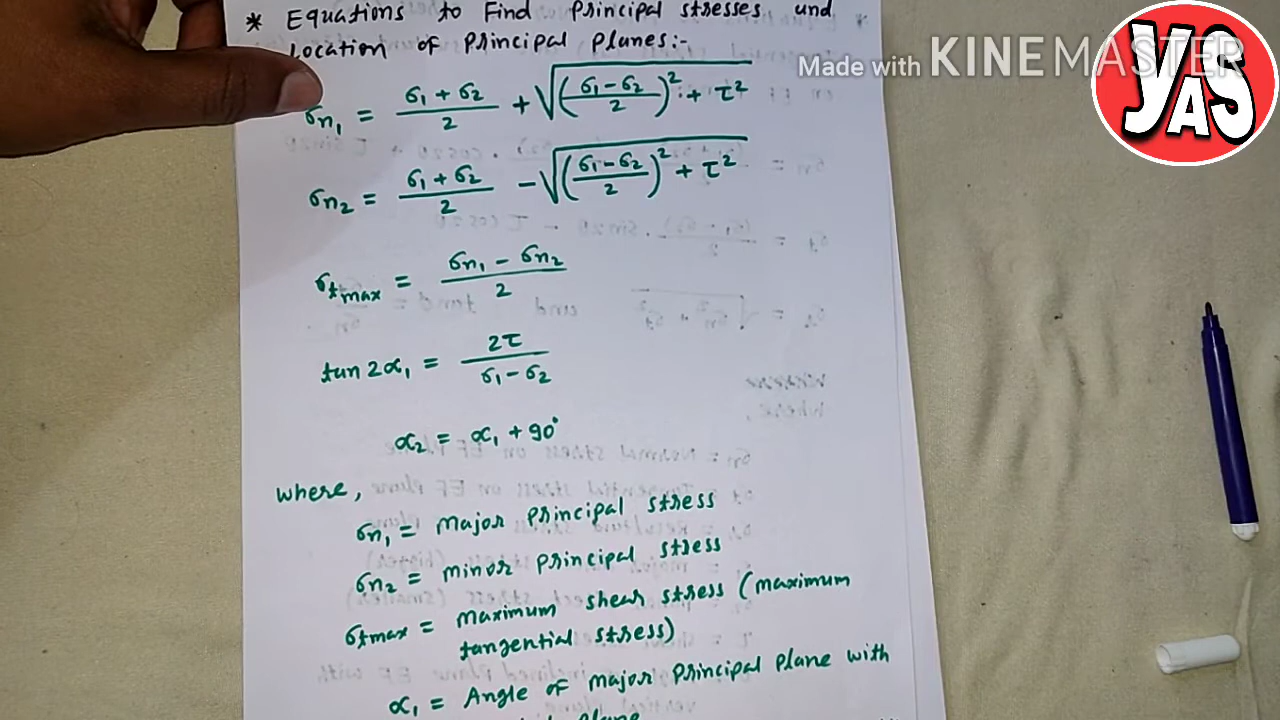 * Equations to Find Principal stresses and
Location of Principal Planes:-
σn₁ = (σ₁ + σ₂)/2 + √(((σ₁ - σ₂)/2)² + τ²)
σn₂ = (σ₁ + σ₂)/2 - √(((σ₁ - σ₂)/2)² + τ²)
σtmax = (σn₁ - σn₂)/2
tan 2α₁ = 2τ/(σ₁ - σ₂)
α₂ = α₁ + 90°
where,
σn₁ = major principal stress
σn₂ = minor principal stress
σtmax = maximum shear stress (maximum
tangential stress)
α₁ = Angle of major principal plane with
plane
Made with KINEMASTER
YAS